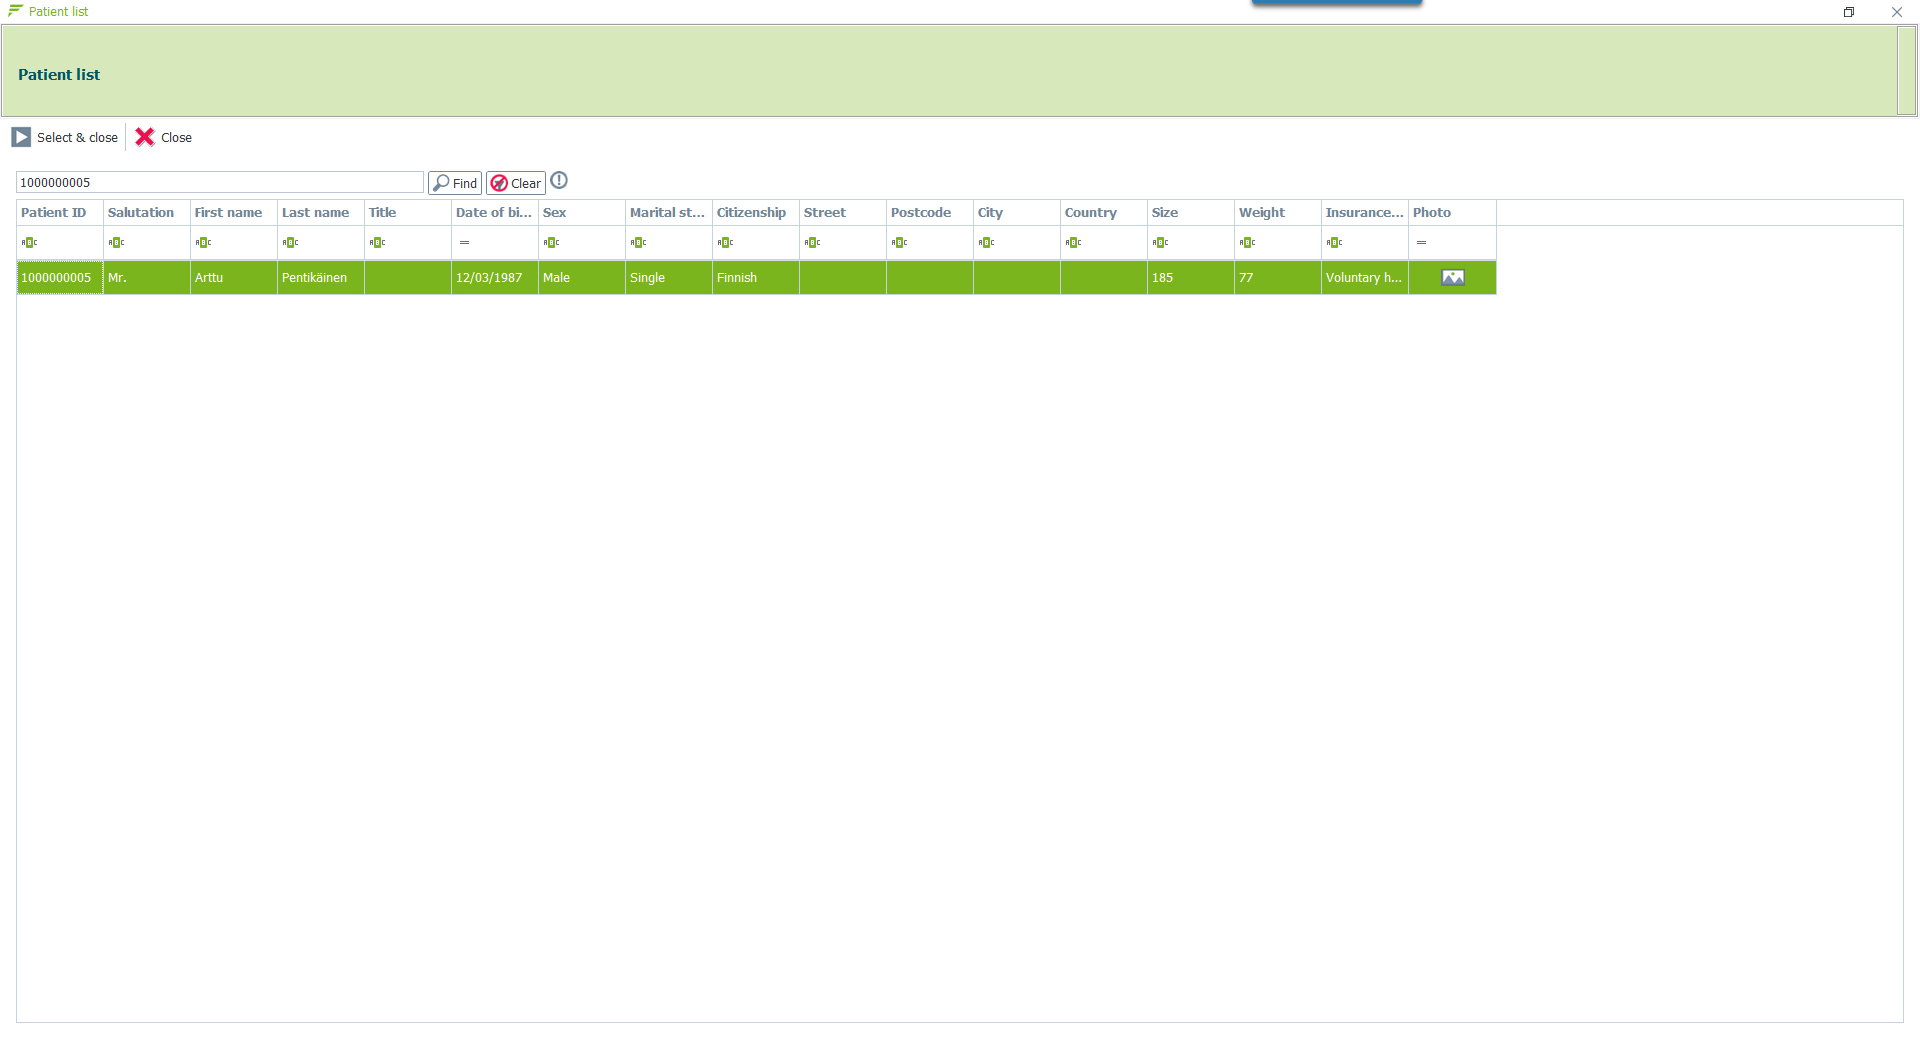 Patient list
Patient list
Select & close Close
1000000005 Find Clear
Patient ID Salutation First name Last name Title Date of bi... Sex Marital st... Citizenship Street Postcode City Country Size Weight Insurance... Photo
ABC ABC ABC ABC ABC = ABC ABC ABC ABC ABC ABC ABC ABC ABC ABC =
1000000005 Mr. Arttu Pentikäinen 12/03/1987 Male Single Finnish 185 77 Voluntary h...